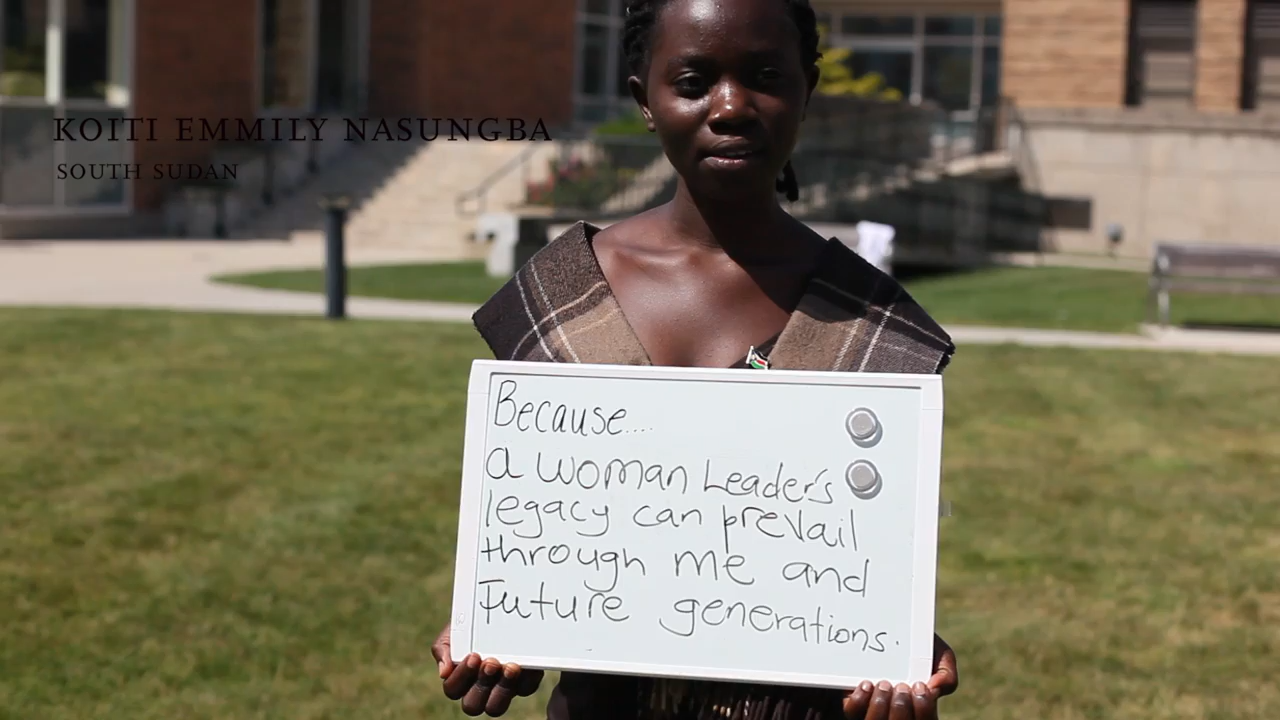 KOITI EMMILY NASUNGBA
SOUTH SUDAN
Because....
a woman Leader's
legacy can prevail
through me and
Future generations.